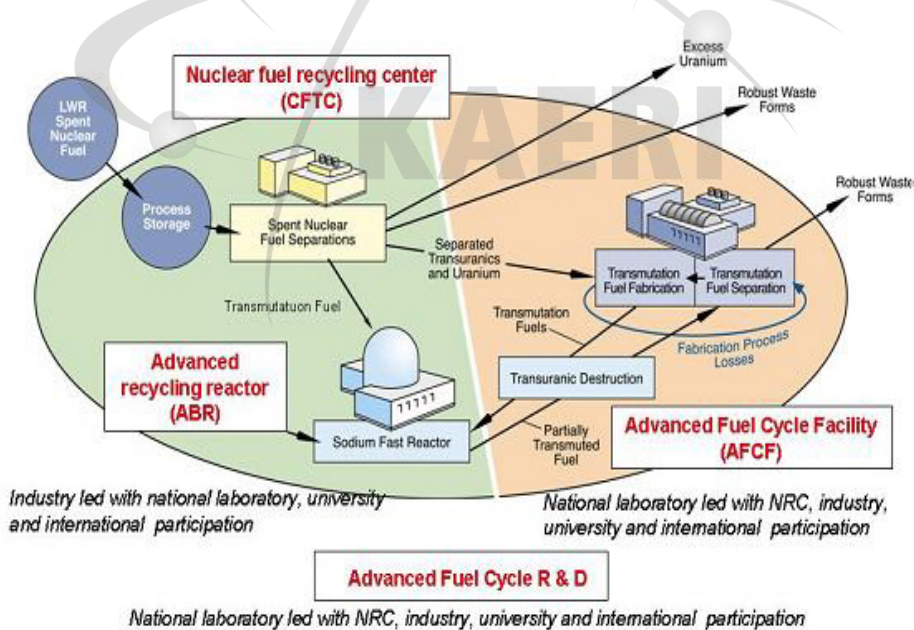 KAERI
Excess
Uranium
Nuclear fuel recycling center
(CFTC)
Robust Waste
Forms
LWR
Spent
Nuclear
Fuel
Robust Waste
Forms
Process
Storage
Spent Nuclear
Fuel Separations
Separated
Transuranics
and Uranium
Transmutation
Fuel Fabrication
Transmutation
Fuel Separation
Transmutatuon Fuel
Transmutation
Fuels
Fabrication Process
Losses
Advanced
recycling reactor
(ABR)
Transuranic Destruction
Sodium Fast Reactor
Partially
Transmuted
Fuel
Advanced Fuel Cycle Facility
(AFCF)
Industry led with national laboratory, university
and international participation
National laboratory led with NRC, industry,
university and international participation
Advanced Fuel Cycle R & D
National laboratory led with NRC, industry, university and international participation